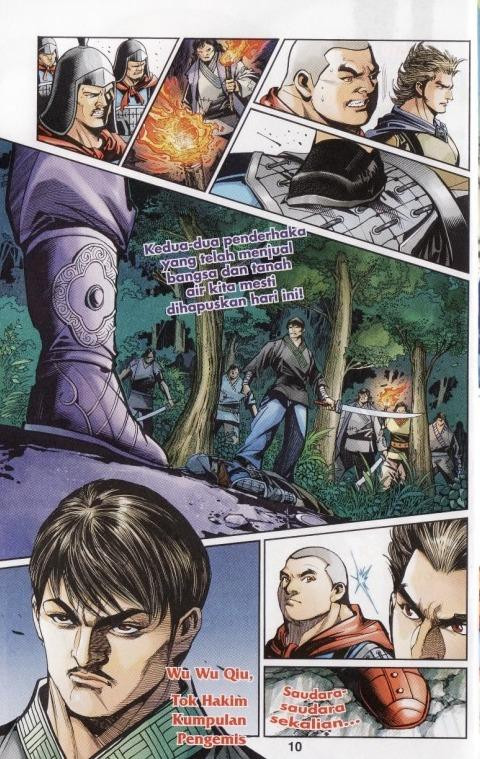 Kedua-dua penderhaka
yang telah menjual
bangsa dan tanah
air kita mesti
dihapuskan hari ini!
Wu Wu Qiu,
Tok Hakim
Kumpulan
Pengemis
Saudara-
saudara
sekalian...
10